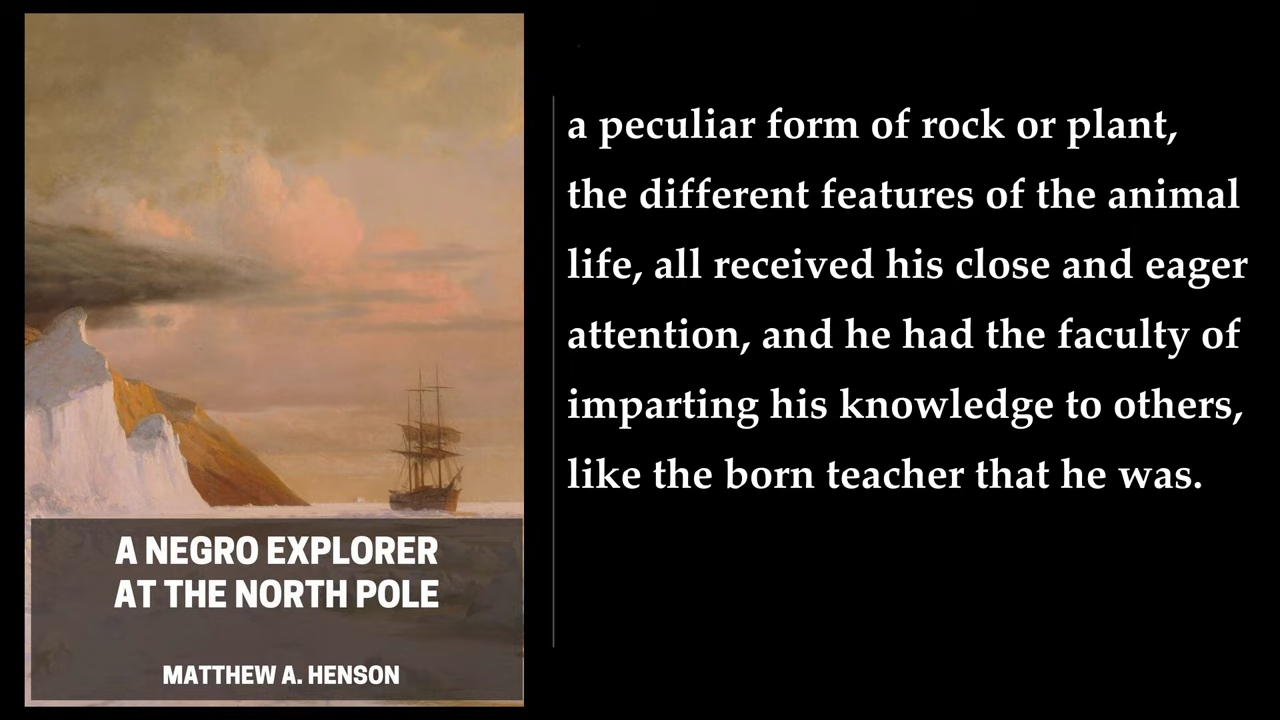 A NEGRO EXPLORER
AT THE NORTH POLE
MATTHEW A. HENSON
a peculiar form of rock or plant,
the different features of the animal
life, all received his close and eager
attention, and he had the faculty of
imparting his knowledge to others,
like the born teacher that he was.